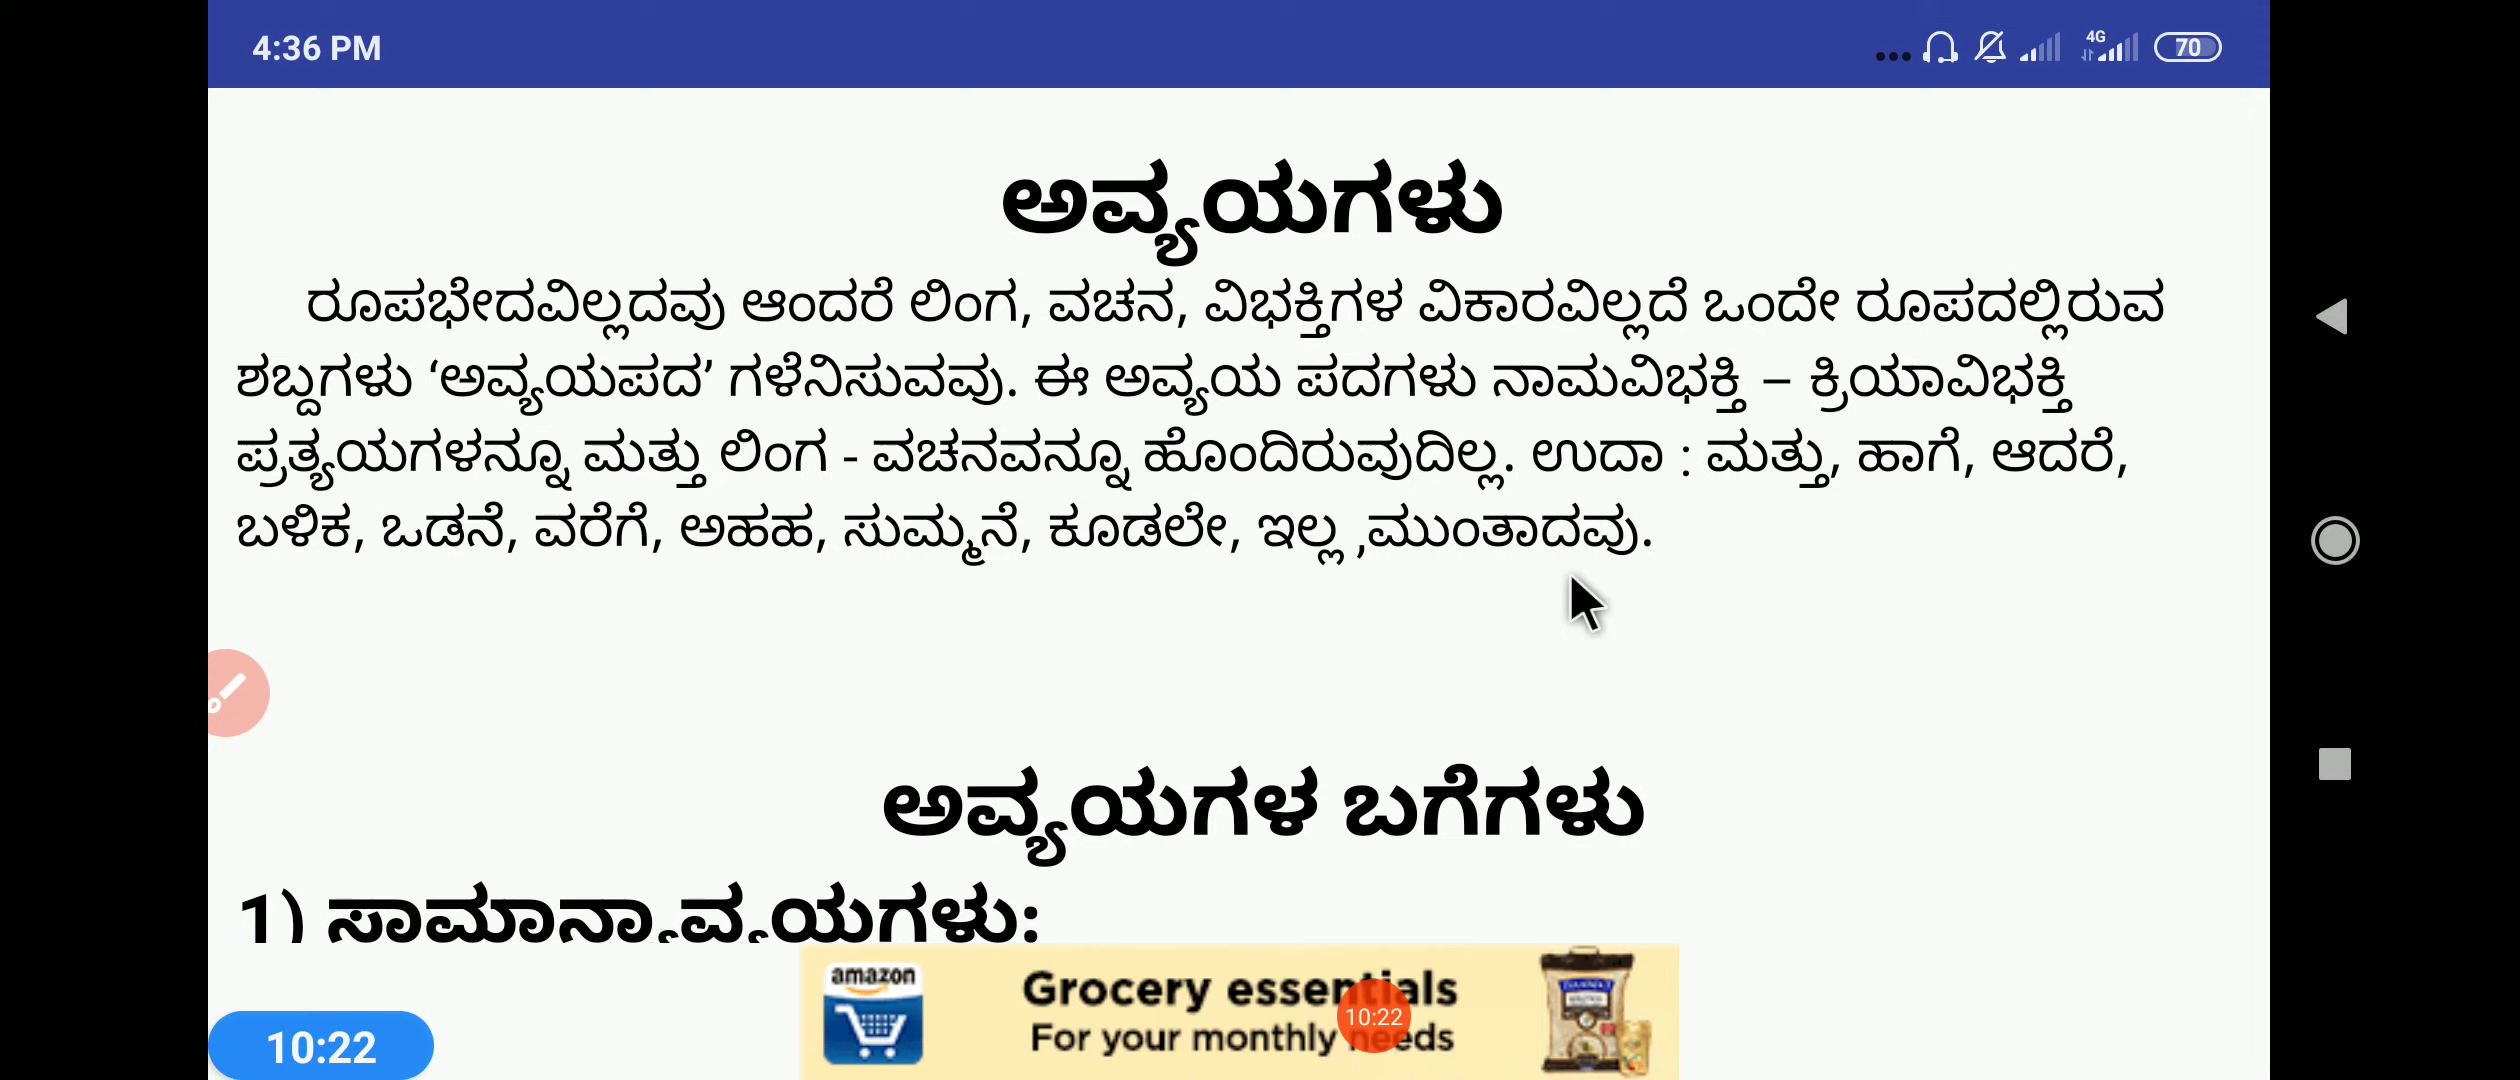 4:36 PM
4G
70
ಅವ್ಯಯಗಳು
ರೂಪಭೇದವಿಲ್ಲದವು ಆಂದರೆ ಲಿಂಗ, ವಚನ, ವಿಭಕ್ತಿಗಳ ವಿಕಾರವಿಲ್ಲದೆ ಒಂದೇ ರೂಪದಲ್ಲಿರುವ
ಶಬ್ದಗಳು ‘ಅವ್ಯಯಪದ’ ಗಳೆನಿಸುವವು. ಈ ಅವ್ಯಯ ಪದಗಳು ನಾಮವಿಭಕ್ತಿ – ಕ್ರಿಯಾವಿಭಕ್ತಿ
ಪ್ರತ್ಯಯಗಳನ್ನೂ ಮತ್ತು ಲಿಂಗ - ವಚನವನ್ನೂ ಹೊಂದಿರುವುದಿಲ್ಲ. ಉದಾ : ಮತ್ತು, ಹಾಗೆ, ಆದರೆ,
ಬಳಿಕ, ಒಡನೆ, ವರೆಗೆ, ಅಹಹ, ಸುಮ್ಮನೆ, ಕೂಡಲೇ, ಇಲ್ಲ ,ಮುಂತಾದವು.
ಅವ್ಯಯಗಳ ಬಗೆಗಳು
1) ಸಾಮಾನ್ಯಾವ್ಯಯಗಳು:
amazon
Grocery essentials
For your monthly needs
10:22
10:22